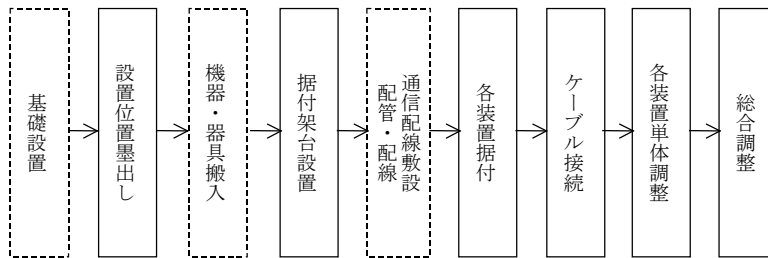 基礎設置
設置位置墨出し
機器・器具搬入
据付架台設置
通信配線敷設
配管・配線
各装置据付
ケーブル接続
各装置単体調整
総合調整